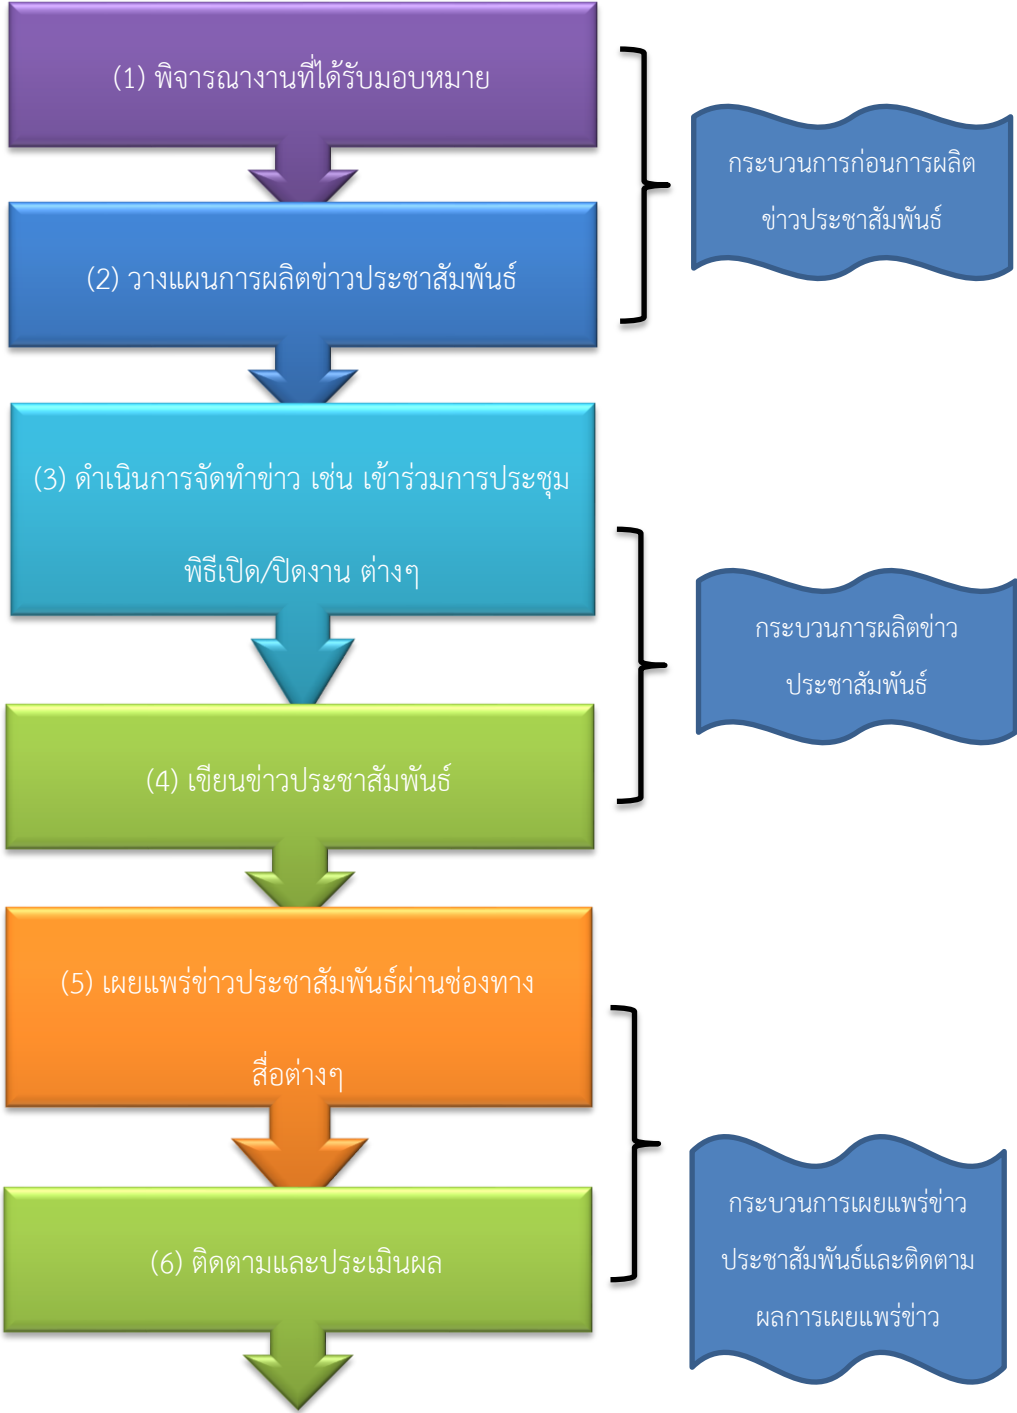 (1) พิจารณางานที่ได้รับมอบหมาย
กระบวนการก่อนการผลิต
ข่าวประชาสัมพันธ์
(2) วางแผนการผลิตข่าวประชาสัมพันธ์
(3) ดำเนินการจัดทำข่าว เช่น เข้าร่วมการประชุม
พิธีเปิด/ปิดงาน ต่างๆ
กระบวนการผลิตข่าว
ประชาสัมพันธ์
(4) เขียนข่าวประชาสัมพันธ์
(5) เผยแพร่ข่าวประชาสัมพันธ์ผ่านช่องทาง
สื่อต่างๆ
กระบวนการเผยแพร่ข่าว
ประชาสัมพันธ์และติดตาม
ผลการเผยแพร่ข่าว
(6) ติดตามและประเมินผล